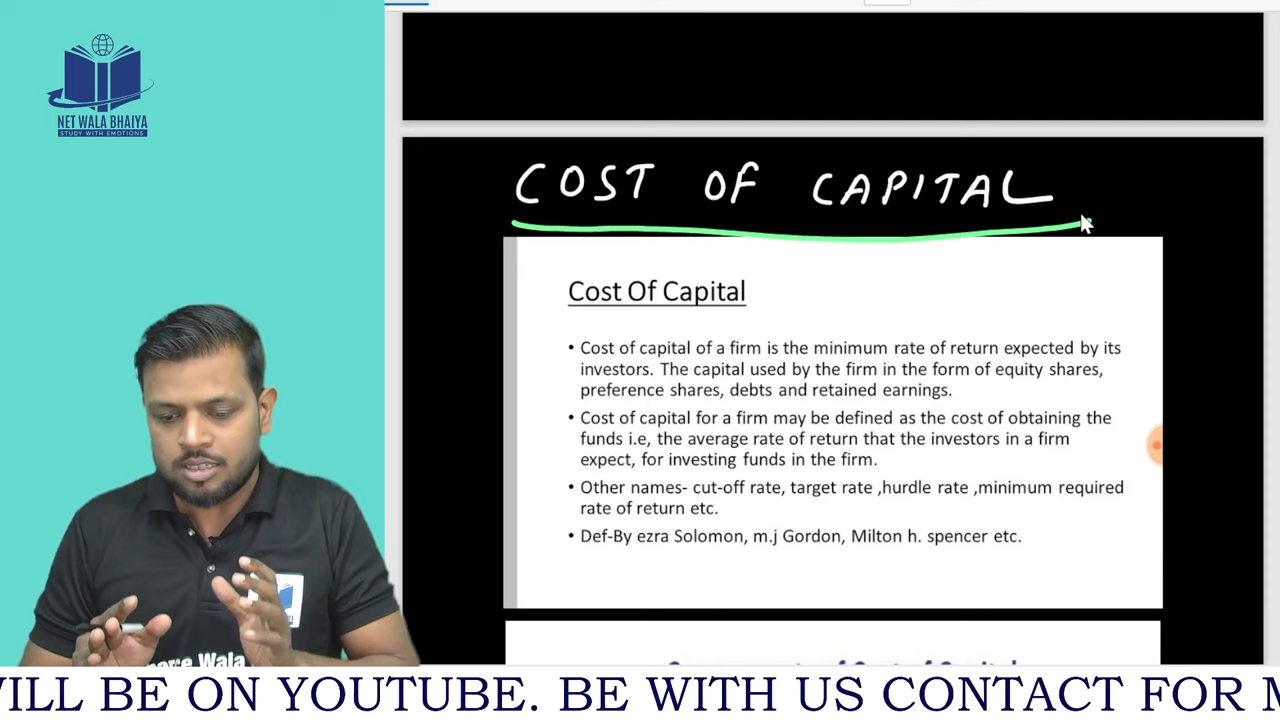 NET WALA BHAIYA
STUDY WITH EMOTIONS
COST OF CAPITAL
Cost Of Capital
• Cost of capital of a firm is the minimum rate of return expected by its
investors. The capital used by the firm in the form of equity shares,
preference shares, debts and retained earnings.
• Cost of capital for a firm may be defined as the cost of obtaining the
funds i.e, the average rate of return that the investors in a firm
expect, for investing funds in the firm.
• Other names- cut-off rate, target rate ,hurdle rate ,minimum required
rate of return etc.
• Def-By ezra Solomon, m.j Gordon, Milton h. spencer etc.
Wala
WILL BE ON YOUTUBE. BE WITH US CONTACT FOR M